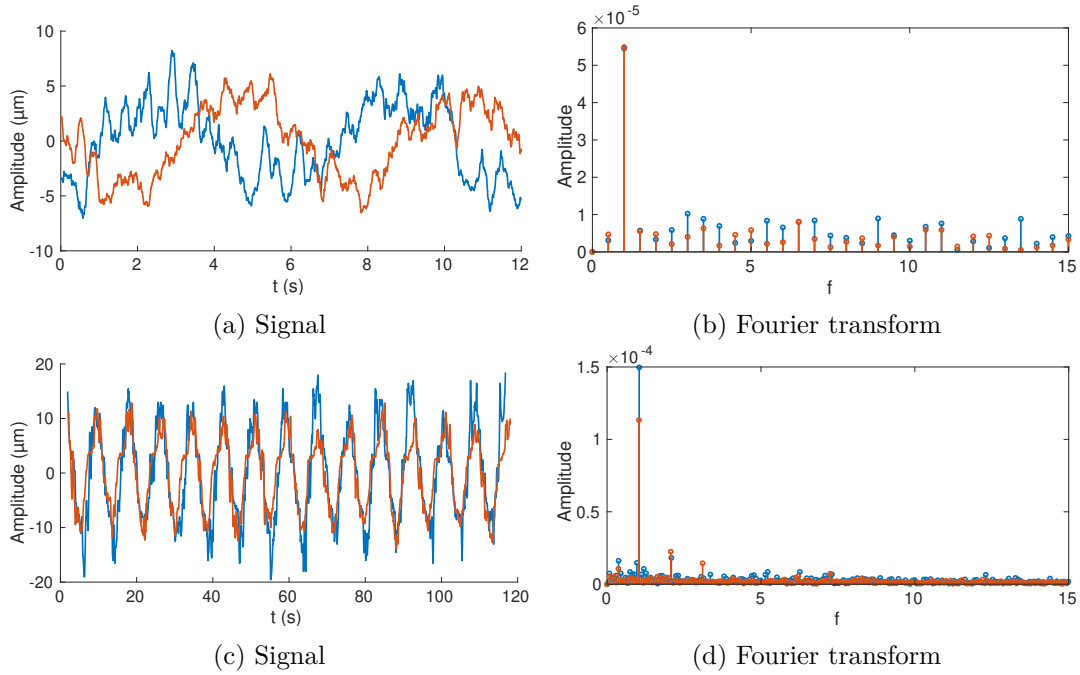 10
5
0
-5
-10
Amplitude (µm)
0 2 4 6 8 10 12
t (s)
(a) Signal
×10^-5
6
5
4
3
2
1
0
Amplitude
0 5 10 15
f
(b) Fourier transform
20
10
0
-10
-20
Amplitude (µm)
0 20 40 60 80 100 120
t (s)
(c) Signal
×10^-4
1.5
1
0.5
0
Amplitude
0 5 10 15
f
(d) Fourier transform